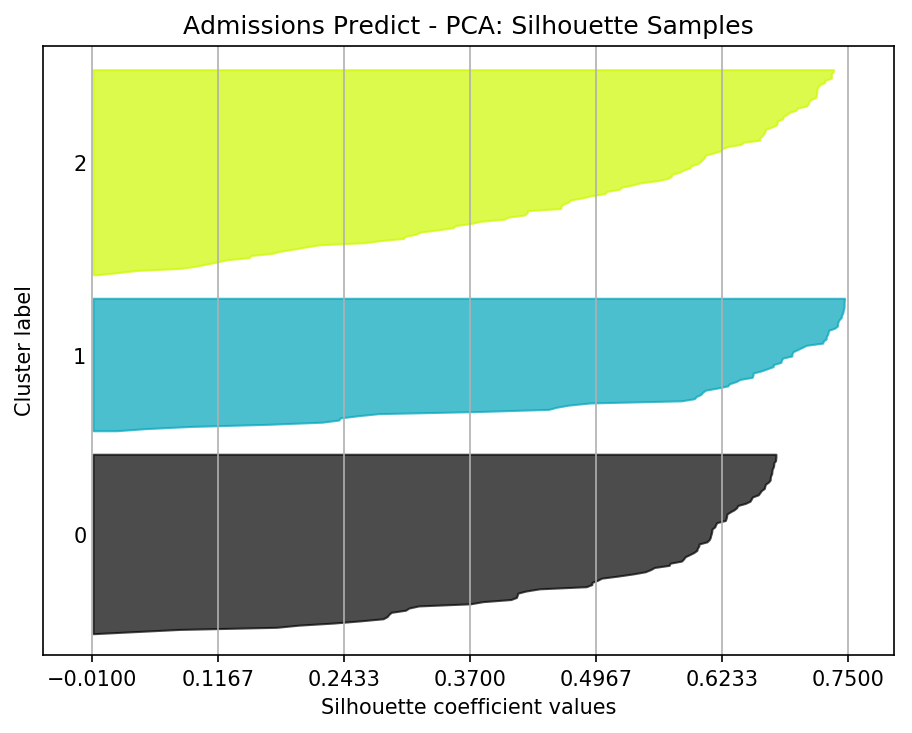 Admissions Predict - PCA: Silhouette Samples
2
1
0
Cluster label
−0.0100 0.1167 0.2433 0.3700 0.4967 0.6233 0.7500
Silhouette coefficient values